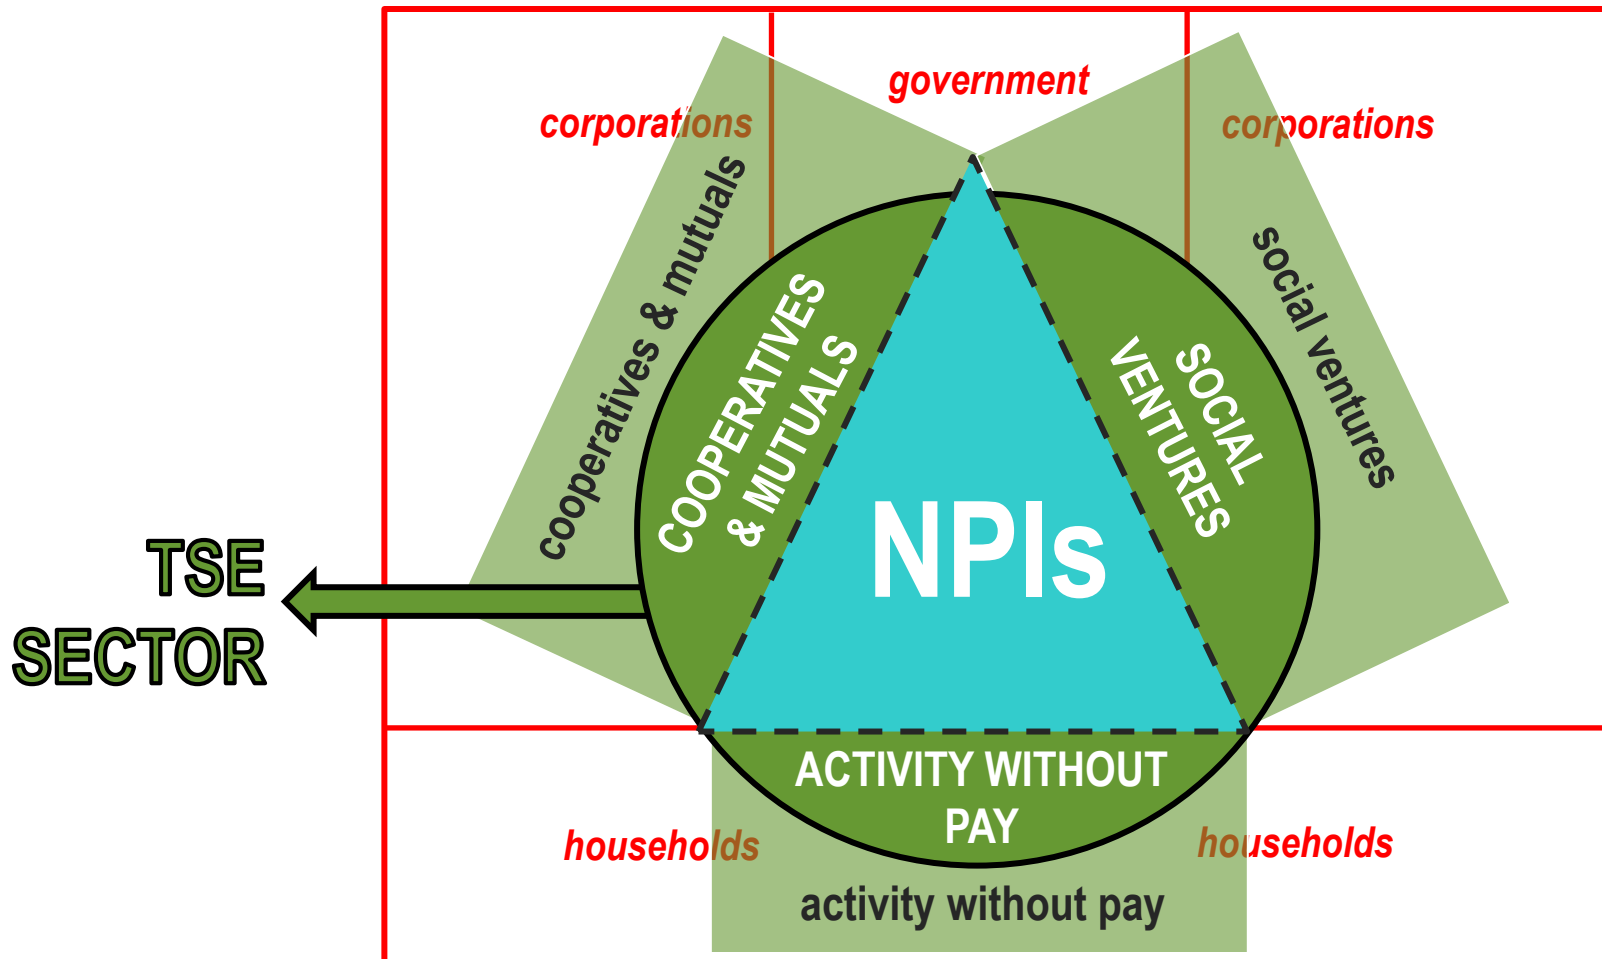 government
corporations
corporations
cooperatives & mutuals
social ventures
COOPERATIVES
& MUTUALS
SOCIAL
VENTURES
NPIs
TSE
SECTOR
ACTIVITY WITHOUT
PAY
households
households
activity without pay